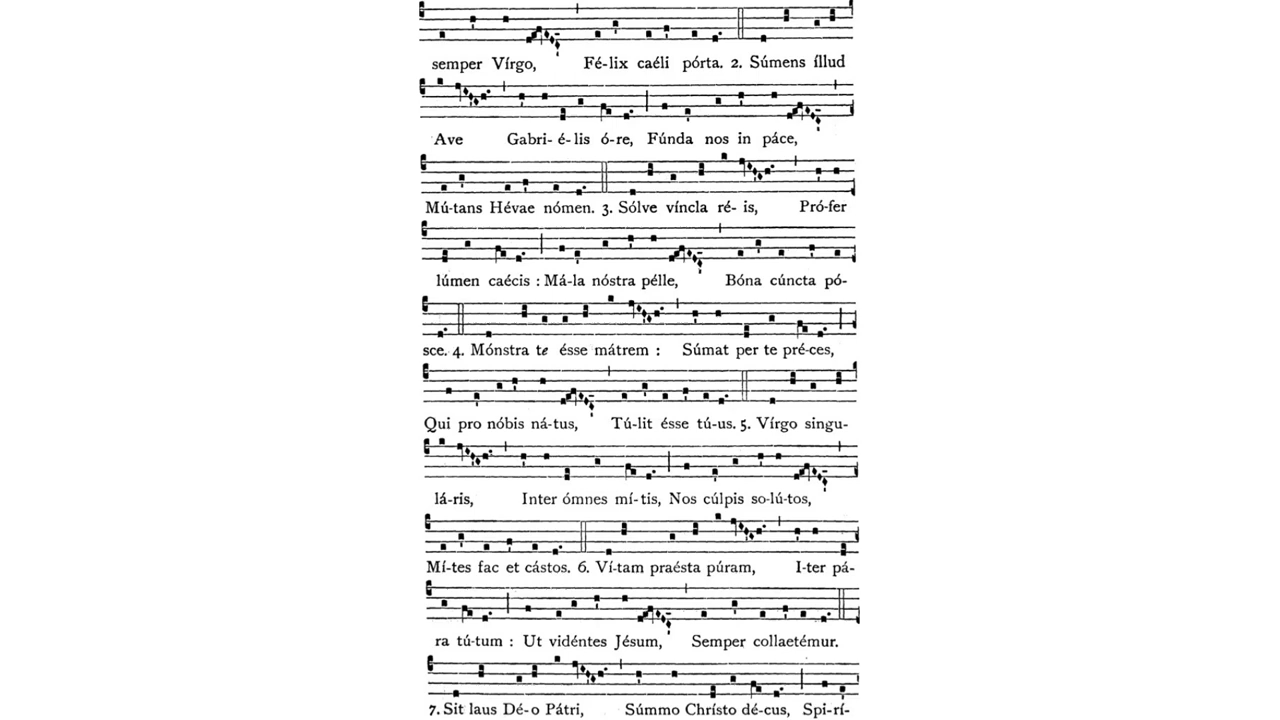 semper Vírgo, Fé-lix caéli pórta. 2. Súmens íllud
Ave Gabri- é- lis ó-re, Fúnda nos in páce,
Mú-tans Hévae nómen. 3. Sólve víncla ré- is, Pró-fer
lúmen caécis : Má-la nóstra pélle, Bóna cúncta pó-
sce. 4. Mónstra te ésse mátrem : Súmat per te pré-ces,
Qui pro nóbis ná-tus, Tú-lit ésse tú-us. 5. Vírgo singu-
lá-ris, Inter ómnes mí-tis, Nos cúlpis so-lú-tos,
Mí-tes fac et cástos. 6. Ví-tam praésta púram, I-ter pá-
ra tú-tum : Ut vidéntes Jésum, Semper collaetémur.
7. Sit laus Dé-o Pátri, Súmmo Chrísto dé-cus, Spi-rí-